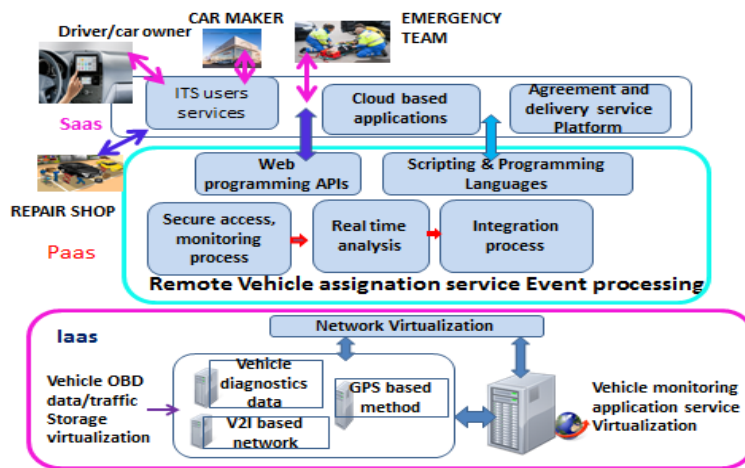 Driver/car owner
CAR MAKER
EMERGENCY
TEAM
ITS users
services
Cloud based
applications
Agreement and
delivery service
Platform
Saas
Web
programming APIs
Scripting & Programming
Languages
REPAIR SHOP
Paas
Secure access,
monitoring
process
Real time
analysis
Integration
process
Remote Vehicle assignation service Event processing
Iaas
Network Virtualization
Vehicle OBD
data/traffic
Storage
virtualization
Vehicle
diagnostics
data
GPS based
method
V2I based
network
Vehicle monitoring
application service
Virtualization